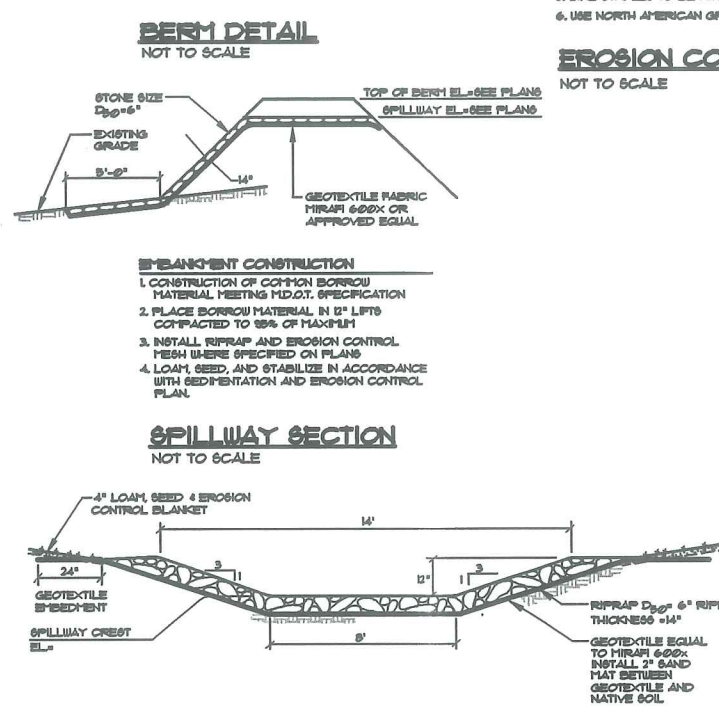 6. USE NORTH AMERICAN
BERM DETAIL
NOT TO SCALE
EROSION
NOT TO SCALE
STONE SIZE
D50=6"
EXISTING
GRADE
14"
TOP OF BERM EL.=SEE PLANS
SPILLWAY EL.=SEE PLANS
GEOTEXTILE FABRIC
MIRAFI 600X OR
APPROVED EQUAL
EMBANKMENT CONSTRUCTION
1. CONSTRUCTION OF COMMON BORROW
MATERIAL MEETING M.D.O.T. SPECIFICATION
2. PLACE BORROW MATERIAL IN 12" LIFTS
COMPACTED TO 95% OF MAXIMUM
3. INSTALL RIPRAP AND EROSION CONTROL
MESH WHERE SPECIFIED ON PLANS
4. LOAM, SEED, AND STABILIZE IN ACCORDANCE
WITH SEDIMENTATION AND EROSION CONTROL
PLAN.
SPILLWAY SECTION
NOT TO SCALE
4" LOAM, SEED & EROSION
CONTROL BLANKET
14'
3
1
12"
1
3
24"
GEOTEXTILE
EMBEDMENT
SPILLWAY CREST
EL=
8'
RIPRAP D50= 6"
THICKNESS =14"
GEOTEXTILE EQUAL
TO MIRAFI 600x
INSTALL 2" SAND
MAT BETWEEN
GEOTEXTILE AND
NATIVE SOIL